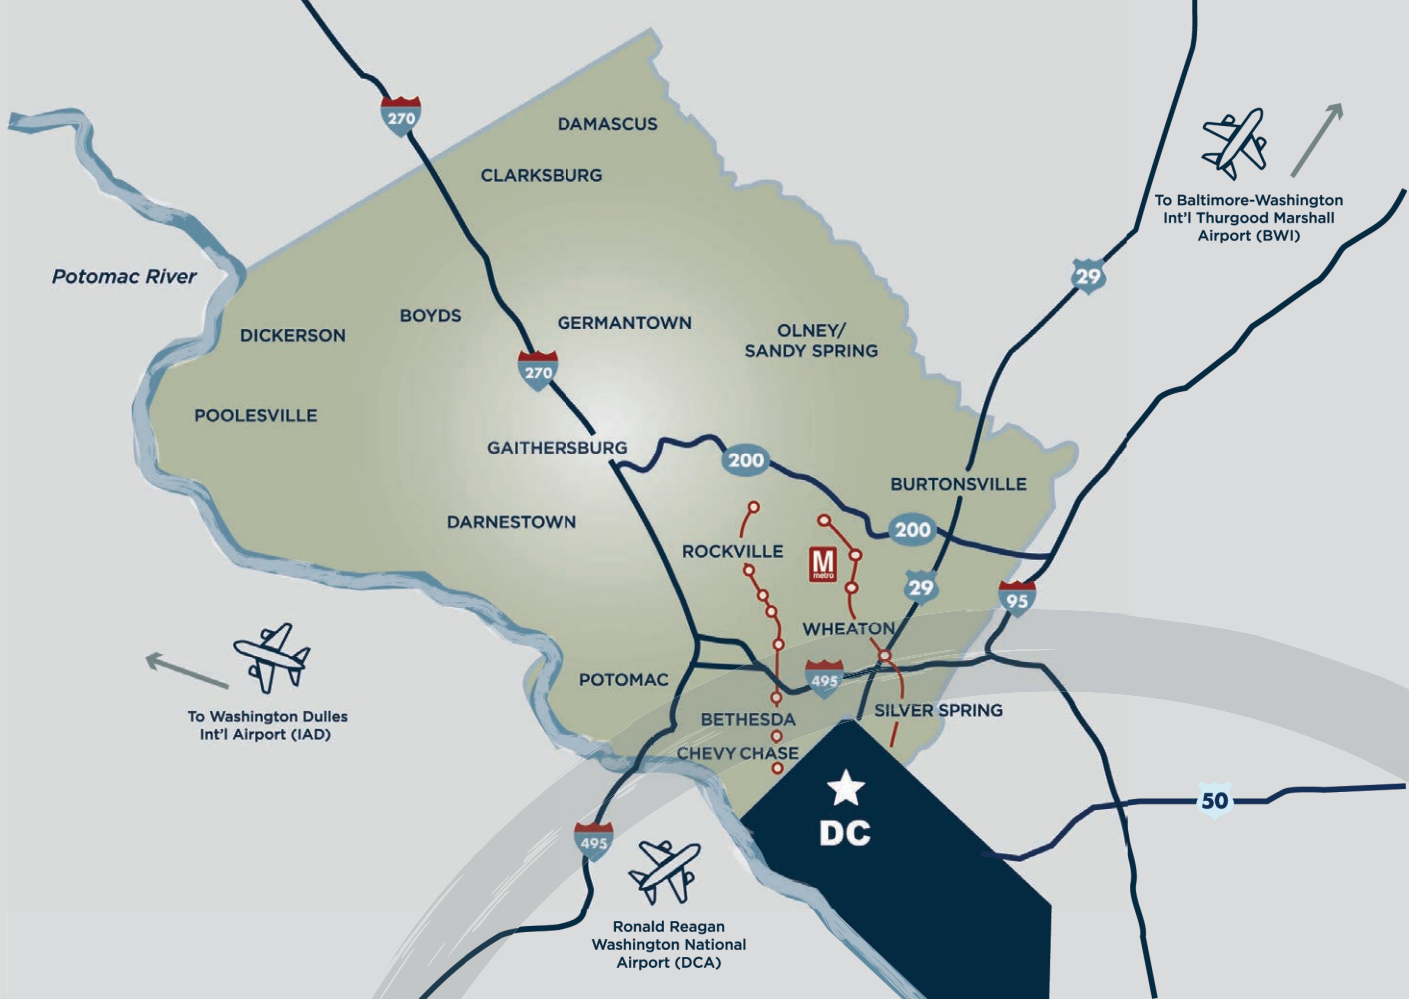 270
DAMASCUS
CLARKSBURG
To Baltimore-Washington
Int'l Thurgood Marshall
Airport (BWI)
29
Potomac River
DICKERSON
BOYDS
GERMANTOWN
OLNEY/
SANDY SPRING
270
POOLESVILLE
GAITHERSBURG
200
BURTONSVILLE
DARNESTOWN
200
ROCKVILLE
M
metro
29
95
WHEATON
POTOMAC
495
BETHESDA
SILVER SPRING
CHEVY CHASE
To Washington Dulles
Int'l Airport (IAD)
DC
50
495
Ronald Reagan
Washington National
Airport (DCA)